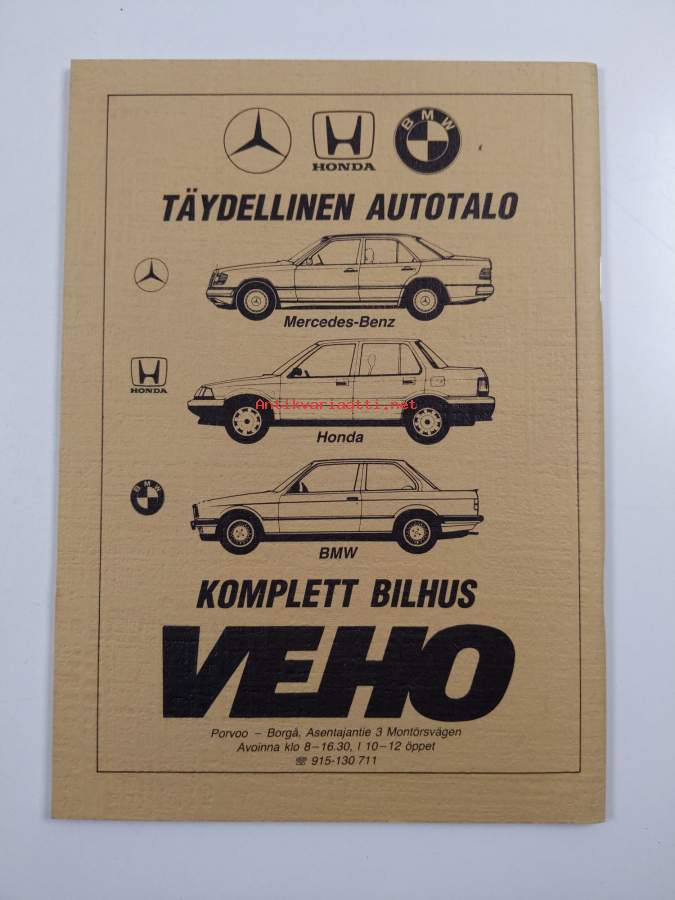 HONDA
BMW
TÄYDELLINEN AUTOTALO
Mercedes-Benz
HONDA
Antikvariaatti.net
Honda
BMW
BMW
KOMPLETT BILHUS
VEHO
Porvoo – Borgå, Asentajantie 3 Montörsvägen
Avoinna klo 8–16.30, l 10–12 öppet
☏ 915-130 711